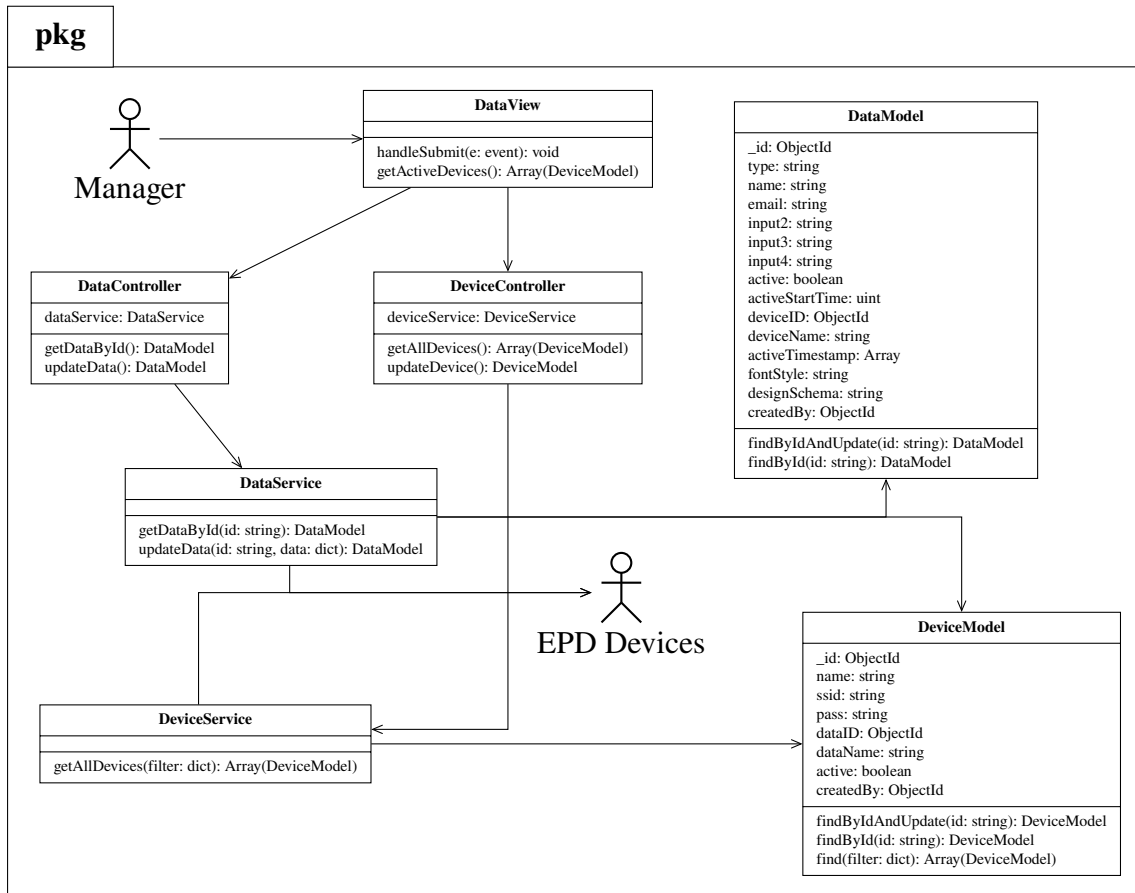 pkg
Manager
DataView
handleSubmit(e: event): void
getActiveDevices(): Array(DeviceModel)
DataModel
_id: ObjectId
type: string
name: string
email: string
input2: string
input3: string
input4: string
active: boolean
activeStartTime: uint
deviceID: ObjectId
deviceName: string
activeTimestamp: Array
fontStyle: string
designSchema: string
createdBy: ObjectId
findByIdAndUpdate(id: string): DataModel
findById(id: string): DataModel
DataController
dataService: DataService
getDataById(): DataModel
updateData(): DataModel
DeviceController
deviceService: DeviceService
getAllDevices(): Array(DeviceModel)
updateDevice(): DeviceModel
DataService
getDataById(id: string): DataModel
updateData(id: string, data: dict): DataModel
EPD Devices
DeviceModel
_id: ObjectId
name: string
ssid: string
pass: string
dataID: ObjectId
dataName: string
active: boolean
createdBy: ObjectId
findByIdAndUpdate(id: string): DeviceModel
findById(id: string): DeviceModel
find(filter: dict): Array(DeviceModel)
DeviceService
getAllDevices(filter: dict): Array(DeviceModel)